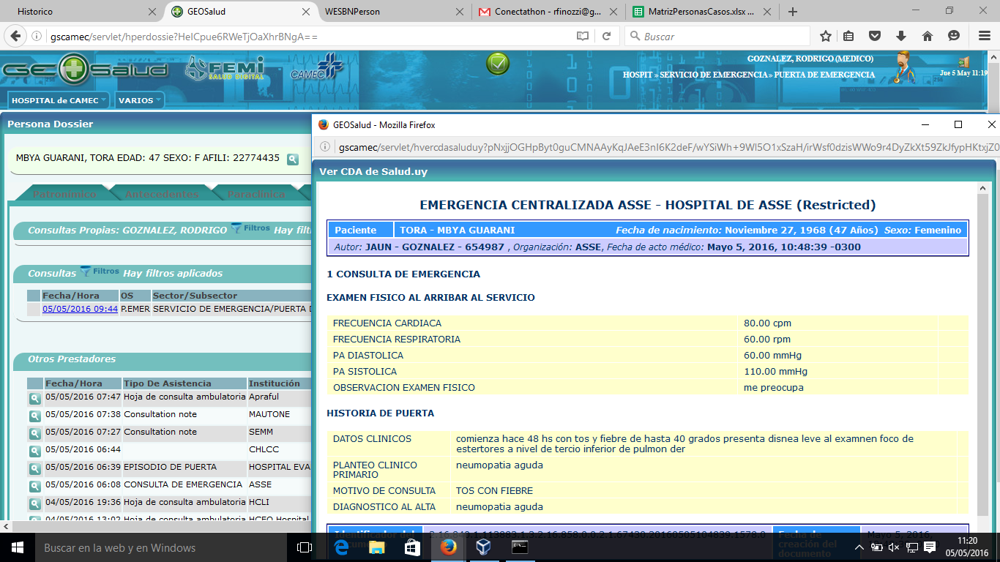 Historico
GEOSalud
WESBNPerson
Conectathon - rfinozzi@g...
MatrizPersonasCasos.xlsx ...
gscamec/servlet/hperdossie?HeICpue6RWeTjOaXhrBNgA==
Buscar
GEOSalud
FEMI
SALUD DIGITAL
CAMEC
GOZNALEZ, RODRIGO (MEDICO)
HOSPIT » SERVICIO DE EMERGENCIA » PUERTA DE EMERGENCIA
Jue 5 May 11:19
HOSPITAL de CAMEC
VARIOS
Persona Dossier
MBYA GUARANI, TORA EDAD: 47 SEXO: F AFILI: 22774435
Patronímico
Antecedentes
Paraclínica
Consultas Propias: GOZNALEZ, RODRIGO Filtros Hay filt
Consultas Filtros Hay filtros aplicados
Fecha/Hora OS Sector/Subsector
05/05/2016 09:44 P.EMER SERVICIO DE EMERGENCIA/PUERTA D
Otros Prestadores
Fecha/Hora Tipo De Asistencia Institución
05/05/2016 07:47 Hoja de consulta ambulatoria Apraful
05/05/2016 07:38 Consultation note MAUTONE
05/05/2016 07:27 Consultation note SEMM
05/05/2016 06:44 CHLCC
05/05/2016 06:39 EPISODIO DE PUERTA HOSPITAL EVA
05/05/2016 06:08 CONSULTA DE EMERGENCIA ASSE
04/05/2016 19:36 Hoja de consulta ambulatoria HCLI
04/05/2016 13:02 Hoja de consulta ambulatoria HCFO Hospital
GEOSalud - Mozilla Firefox
Ver CDA de Salud.uy
EMERGENCIA CENTRALIZADA ASSE - HOSPITAL DE ASSE (Restricted)
Paciente TORA - MBYA GUARANI Fecha de nacimiento: Noviembre 27, 1968 (47 Años) Sexo: Femenino
Autor: JAUN - GOZNALEZ - 654987 , Organización: ASSE, Fecha de acto médico: Mayo 5, 2016, 10:48:39 -0300
1 CONSULTA DE EMERGENCIA
EXAMEN FISICO AL ARRIBAR AL SERVICIO
FRECUENCIA CARDIACA 80.00 cpm
FRECUENCIA RESPIRATORIA 60.00 rpm
PA DIASTOLICA 60.00 mmHg
PA SISTOLICA 110.00 mmHg
OBSERVACION EXAMEN FISICO me preocupa
HISTORIA DE PUERTA
DATOS CLINICOS comienza hace 48 hs con tos y fiebre de hasta 40 grados presenta disnea leve al examnen foco de
estertores a nivel de tercio inferior de pulmon der
PLANTEO CLINICO neumopatia aguda
PRIMARIO
MOTIVO DE CONSULTA TOS CON FIEBRE
DIAGNOSTICO AL ALTA neumopatia aguda
Identificador del 2.16.840.1.113883.1.3.2.16.858.0.0.2.1.67430.20160505104839.1578.0 Fecha de Mayo 5, 2016,
creación del
documento
Buscar en la web y en Windows
11:20
05/05/2016